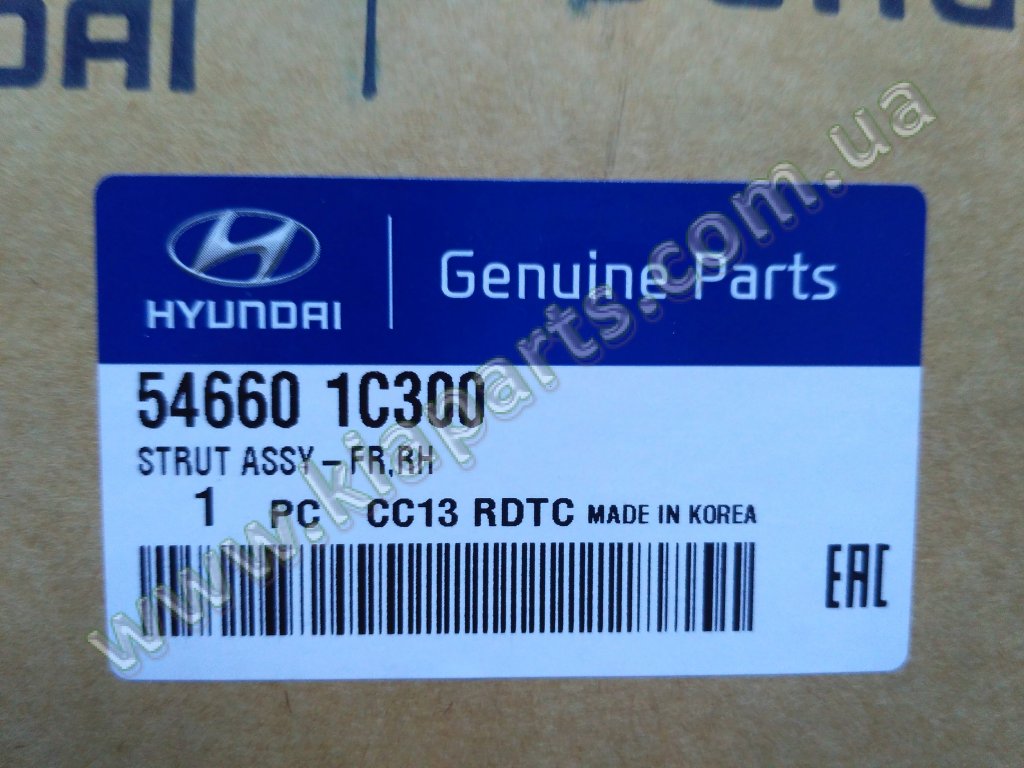 HYUNDAI
Genuine Parts
54660 1C300
STRUT ASSY – FR,RH
1 PC CC13 RDTC MADE IN KOREA
EAC
www.kiaparts.com.ua